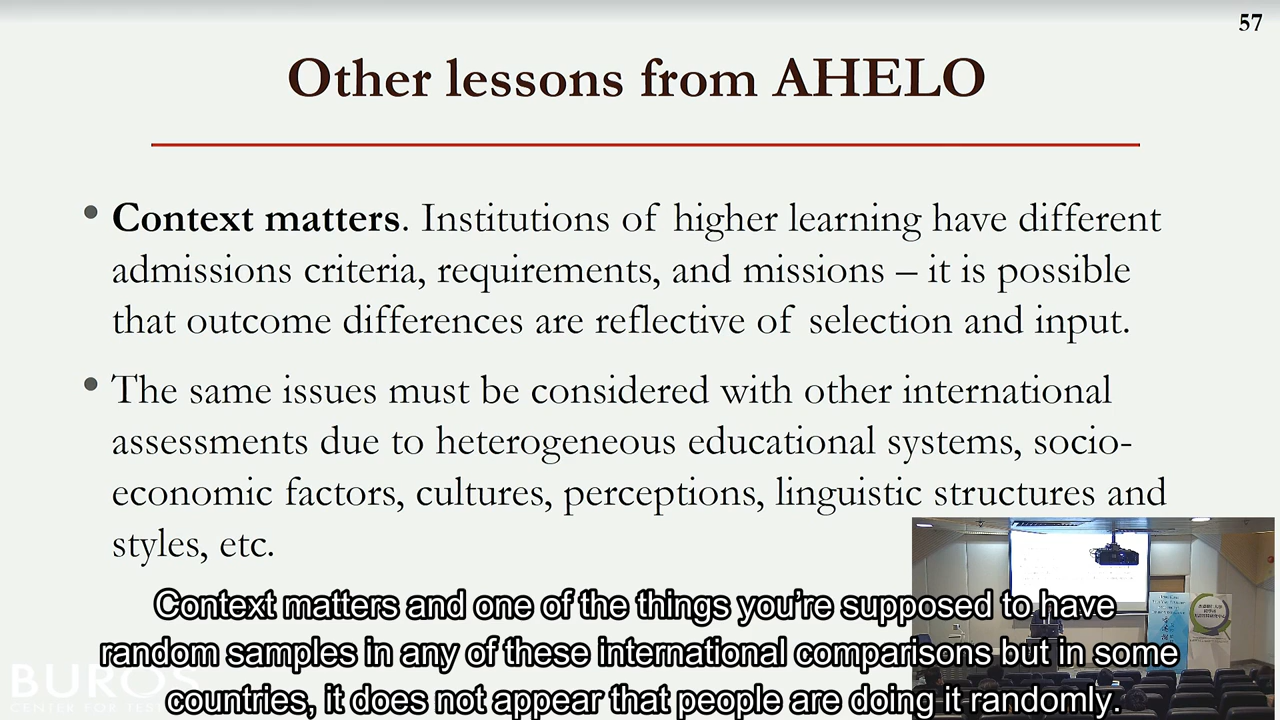 57
Other lessons from AHELO
• Context matters. Institutions of higher learning have different
admissions criteria, requirements, and missions – it is possible
that outcome differences are reflective of selection and input.
• The same issues must be considered with other international
assessments due to heterogeneous educational systems, socio-
economic factors, cultures, perceptions, linguistic structures and
styles, etc.
Context matters and one of the things you’re supposed to have
random samples in any of these international comparisons but in some
countries, it does not appear that people are doing it randomly.
BUROS
CENTER FOR TES